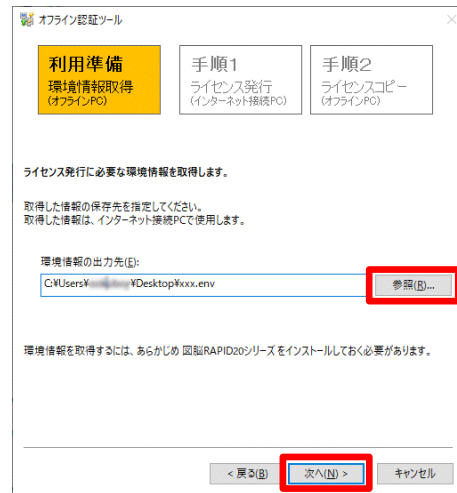 オフライン認証ツール
利用準備
環境情報取得
(オフラインPC)
手順1
ライセンス発行
(インターネット接続PC)
手順2
ライセンスコピー
(オフラインPC)
ライセンス発行に必要な環境情報を取得します。
取得した情報の保存先を指定してください。
取得した情報は、インターネット接続PCで使用します。
環境情報の出力先(E):
C:¥Users¥ ¥Desktop¥xxx.env
参照(R)...
環境情報を取得するには、あらかじめ 図脳RAPID20シリーズ をインストールしておく必要があります。
< 戻る(B)
次へ(N) >
キャンセル